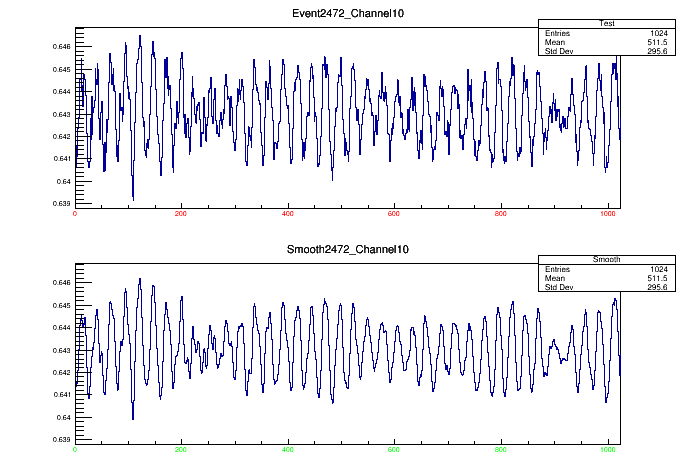 Event2472_Channel10
Test
Entries 1024
Mean 511.5
Std Dev 295.6
0.646
0.645
0.644
0.643
0.642
0.641
0.64
0.639
0 200 400 600 800 1000
Smooth2472_Channel10
Smooth
Entries 1024
Mean 511.5
Std Dev 295.6
0.646
0.645
0.644
0.643
0.642
0.641
0.64
0.639
0 200 400 600 800 1000